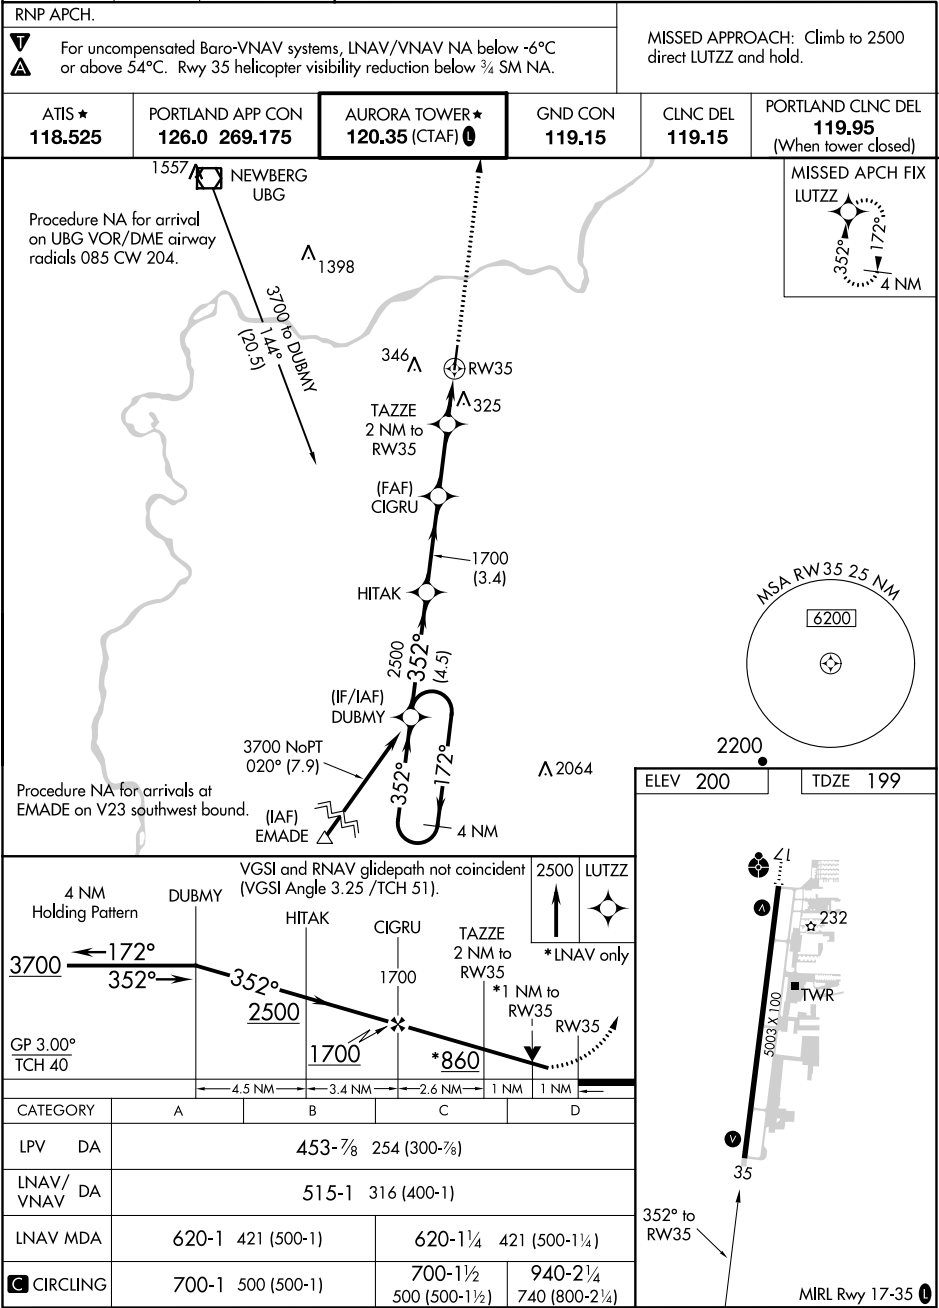 RNP APCH.
T
A
For uncompensated Baro-VNAV systems, LNAV/VNAV NA below -6°C
or above 54°C. Rwy 35 helicopter visibility reduction below ¾ SM NA.
MISSED APPROACH: Climb to 2500
direct LUTZZ and hold.
ATIS ★
118.525
PORTLAND APP CON
126.0 269.175
AURORA TOWER★
120.35 (CTAF) L
GND CON
119.15
CLNC DEL
119.15
PORTLAND CLNC DEL
119.95
(When tower closed)
1557
NEWBERG
UBG
Procedure NA for arrival
on UBG VOR/DME airway
radials 085 CW 204.
1398
3700 to DUBMY
144°
(20.5)
MISSED APCH FIX
LUTZZ
352°
172°
4 NM
346
RW35
325
TAZZE
2 NM to
RW35
(FAF)
CIGRU
1700
(3.4)
HITAK
2500
352°
(4.5)
(IF/IAF)
DUBMY
3700 NoPT
020° (7.9)
352°
172°
4 NM
2064
Procedure NA for arrivals at
EMADE on V23 southwest bound.
(IAF)
EMADE
MSA RW35 25 NM
6200
2200
ELEV 200
TDZE 199
17
232
TWR
5003 X 100
V
V
35
352° to
RW35
MIRL Rwy 17-35 L
VGSI and RNAV glidepath not coincident
(VGSI Angle 3.25 /TCH 51).
2500
LUTZZ
4 NM
Holding Pattern
DUBMY
HITAK
CIGRU
1700
TAZZE
2 NM to
RW35
*LNAV only
*1 NM to
RW35
RW35
3700
172°
352°
352°
2500
1700
*860
GP 3.00°
TCH 40
4.5 NM
3.4 NM
2.6 NM
1 NM
1 NM
CATEGORY A B C D
LPV DA 453-⅞ 254 (300-⅞)
LNAV/
VNAV DA 515-1 316 (400-1)
LNAV MDA 620-1 421 (500-1) 620-1¼ 421 (500-1¼)
C CIRCLING 700-1 500 (500-1) 700-1½
500 (500-1½) 940-2¼
740 (800-2¼)